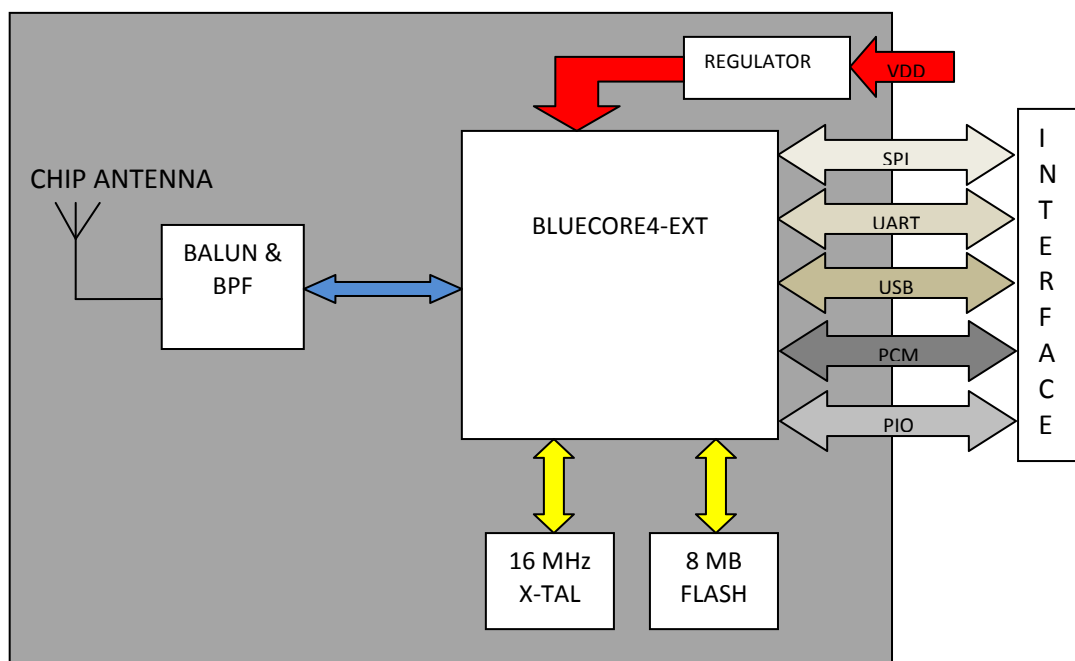 REGULATOR
VDD
CHIP ANTENNA
BALUN &
BPF
BLUECORE4-EXT
SPI
UART
USB
PCM
PIO
I
N
T
E
R
F
A
C
E
16 MHz
X-TAL
8 MB
FLASH